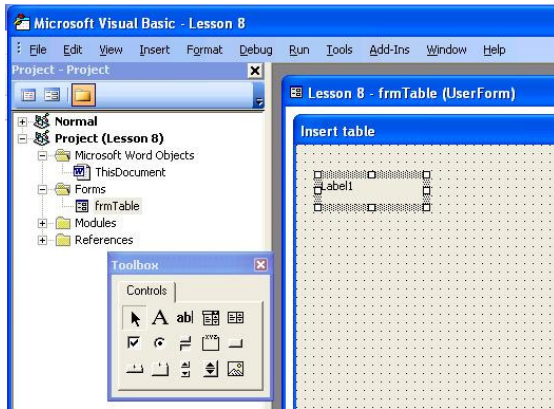 Microsoft Visual Basic - Lesson 8
File Edit View Insert Format Debug Run Tools Add-Ins Window Help
Project - Project
Normal
Project (Lesson 8)
Microsoft Word Objects
ThisDocument
Forms
frmTable
Modules
References
Toolbox
Controls
A abl
XYZ
Lesson 8 - frmTable (UserForm)
Insert table
Label1